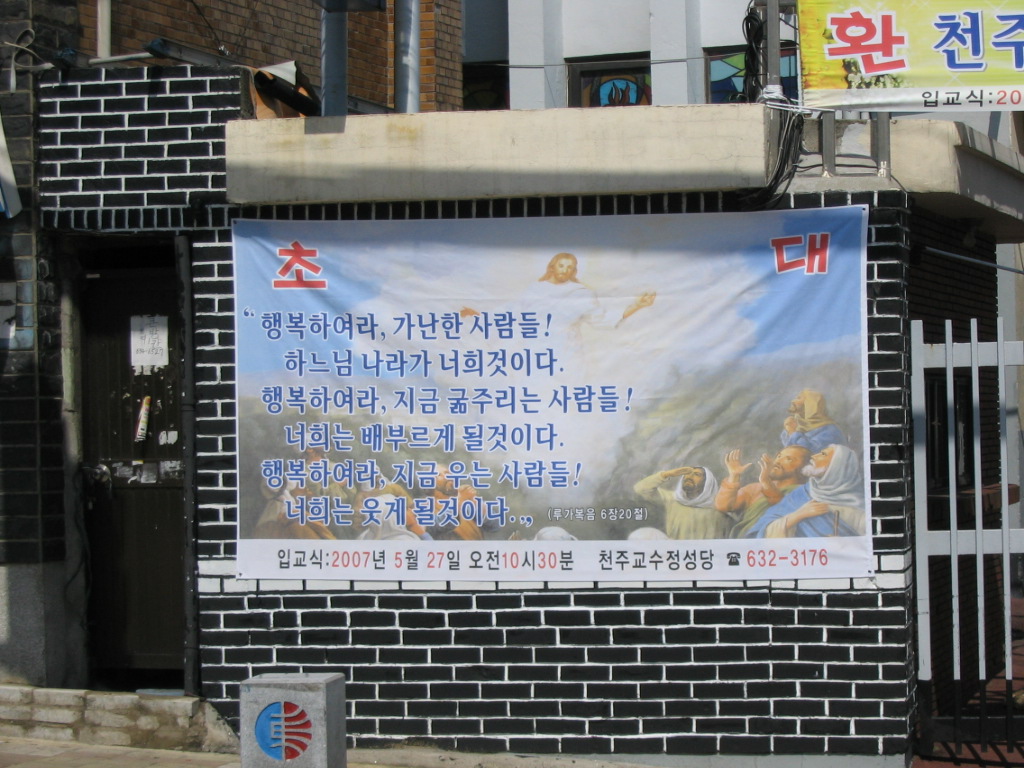 환 천주
입교식:20
초 대
“행복하여라, 가난한 사람들!
하느님 나라가 너희것이다.
행복하여라, 지금 굶주리는 사람들!
너희는 배부르게 될것이다.
행복하여라, 지금 우는 사람들!
너희는 웃게 될것이다.„ (루가복음 6장20절)
입교식:2007년 5월 27일 오전10시30분 천주교수정성당 ☎ 632-3176